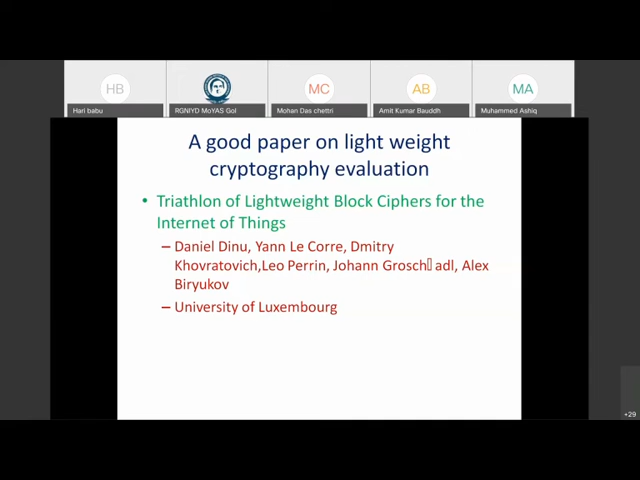 HB
MC
AB
MA
Hari babu
RGNIYD MoYAS GoI
Mohan Das chettri
Amit Kumar Bauddh
Muhammed Ashiq
A good paper on light weight
cryptography evaluation
• Triathlon of Lightweight Block Ciphers for the
Internet of Things
– Daniel Dinu, Yann Le Corre, Dmitry
Khovratovich,Leo Perrin, Johann Grosch▯adl, Alex
Biryukov
– University of Luxembourg
+29